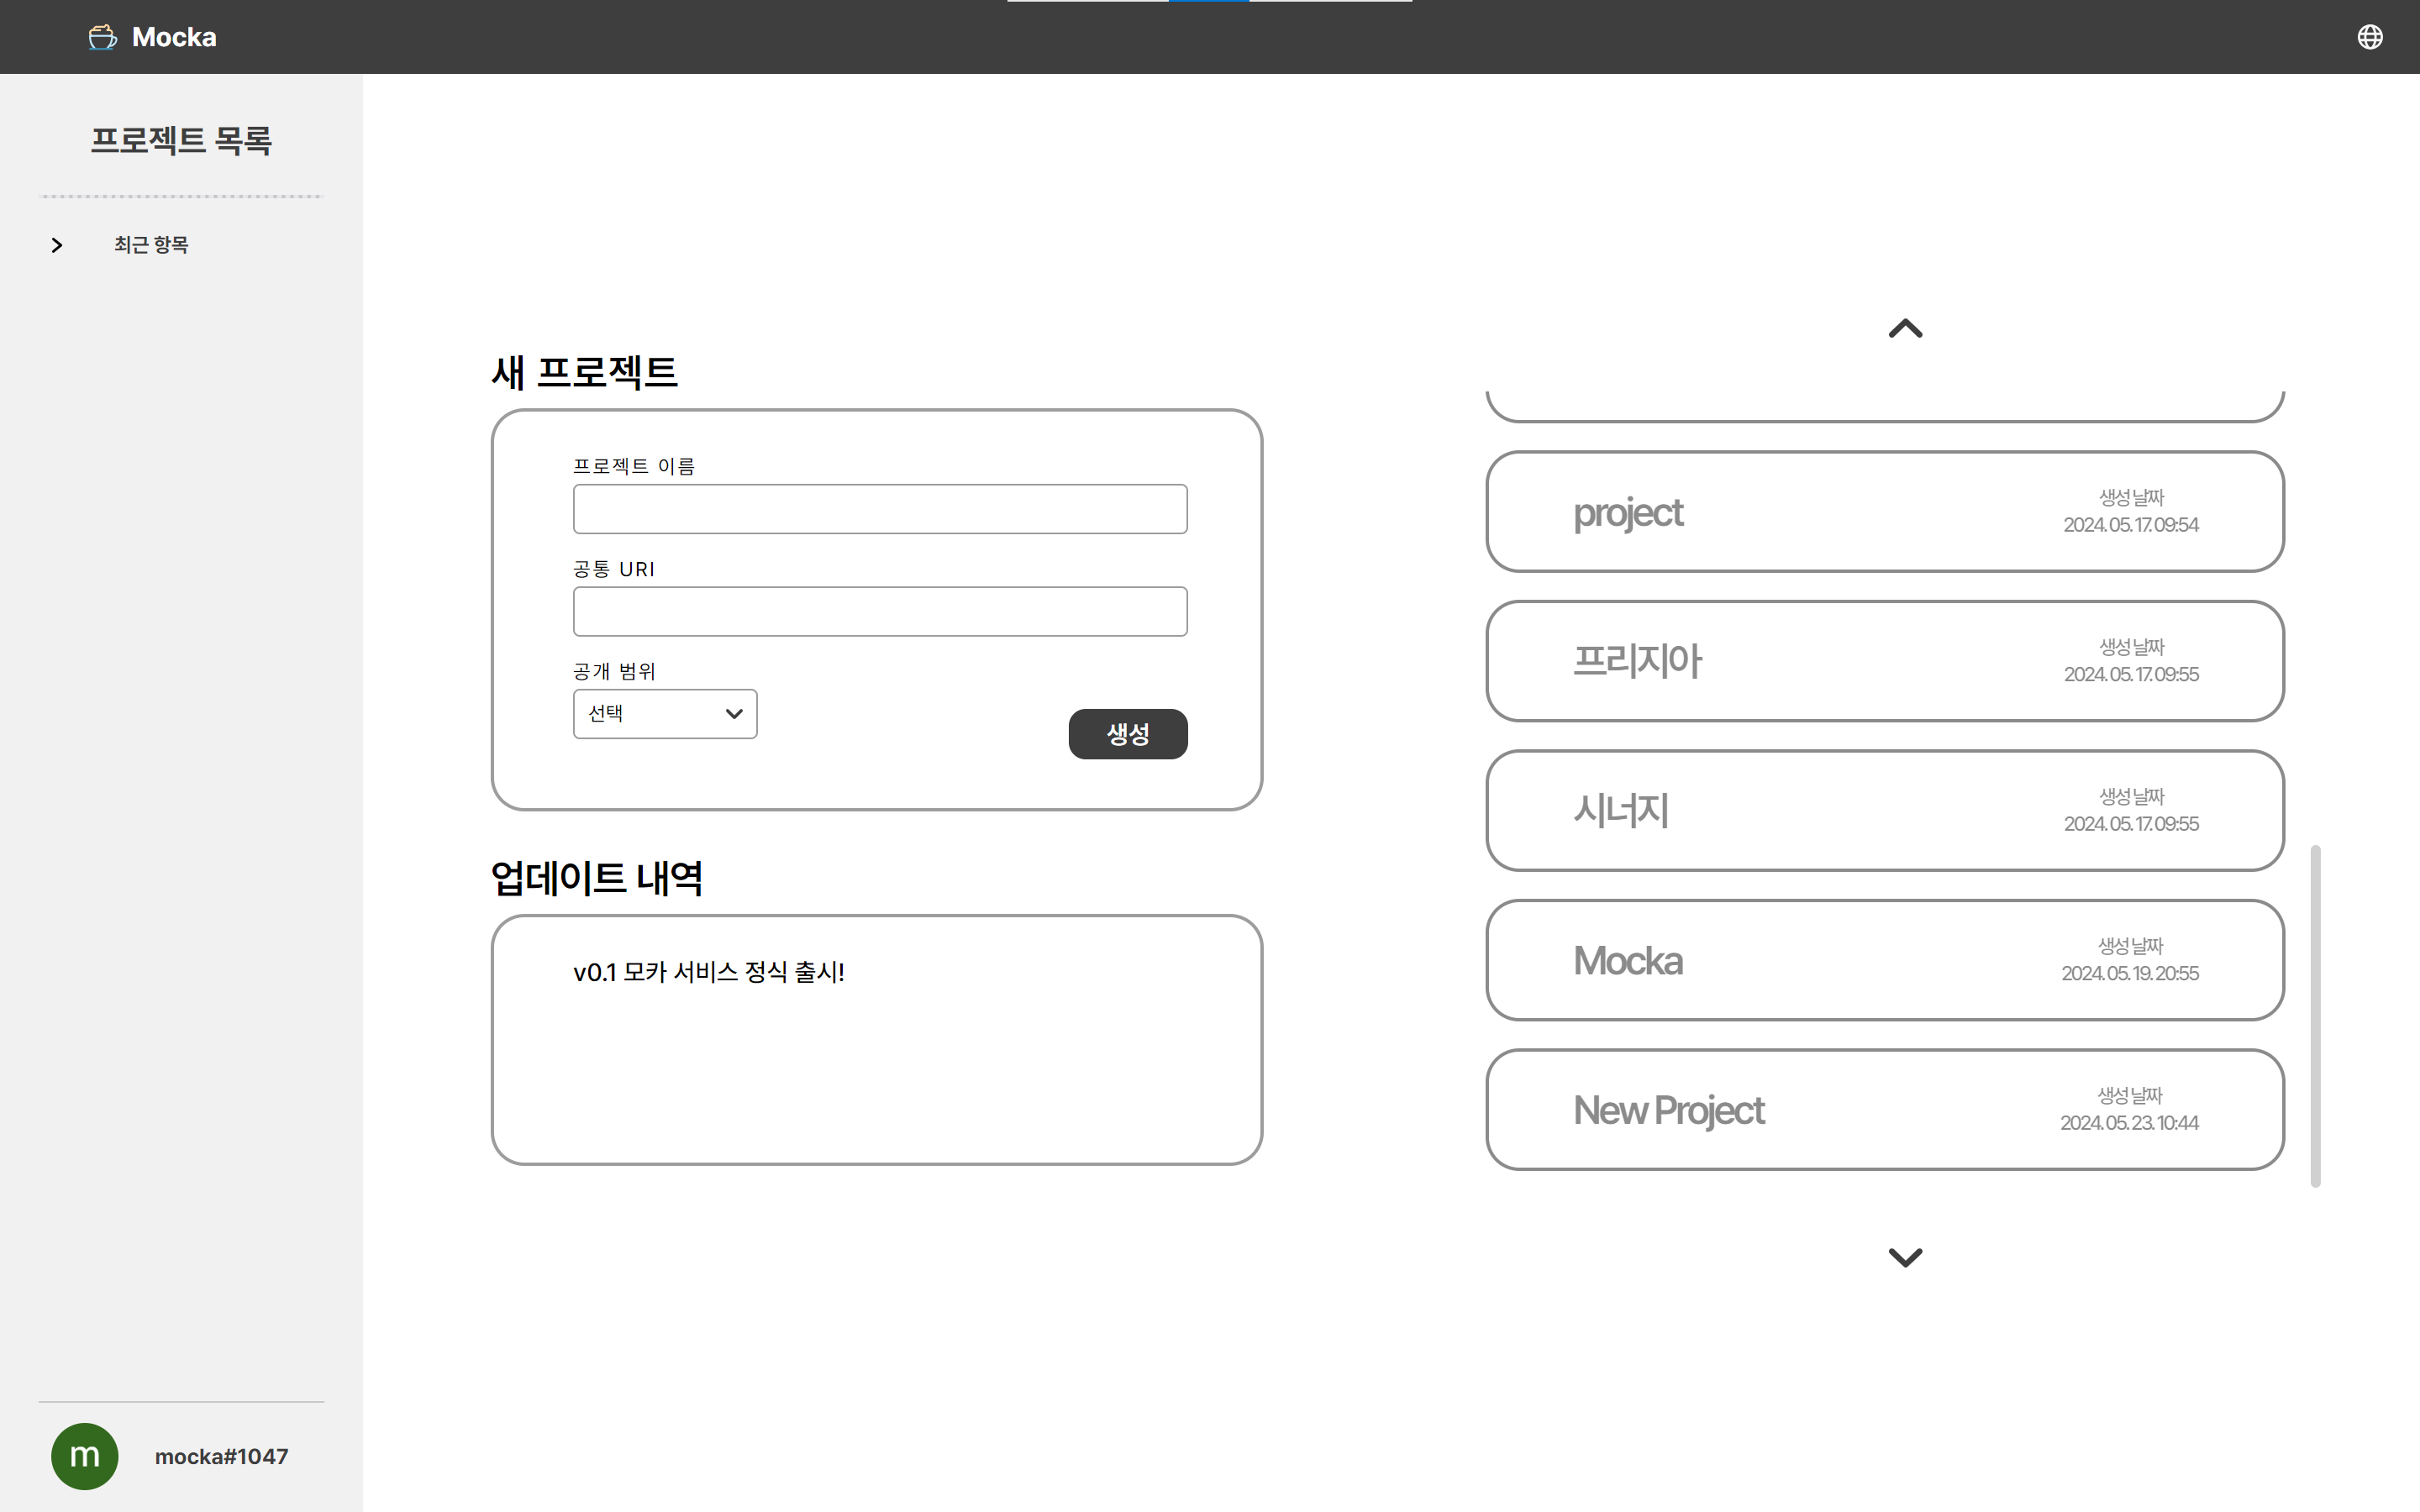 Mocka
프로젝트 목록
최근 항목
새 프로젝트
프로젝트 이름
공통 URI
공개 범위
선택
생성
업데이트 내역
v0.1 모카 서비스 정식 출시!
project
생성 날짜
2024. 05. 17. 09:54
프리지아
생성 날짜
2024. 05. 17. 09:55
시너지
생성 날짜
2024. 05. 17. 09:55
Mocka
생성 날짜
2024. 05. 19. 20:55
New Project
생성 날짜
2024. 05. 23. 10:44
m
mocka#1047